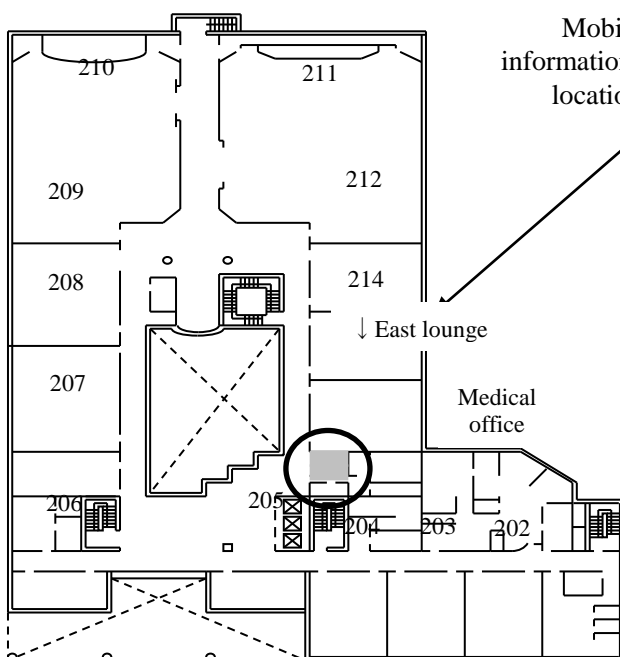 Mobi
information
locatio
210
211
209
212
208
214
↓ East lounge
207
Medical
office
206
205
204
203
202